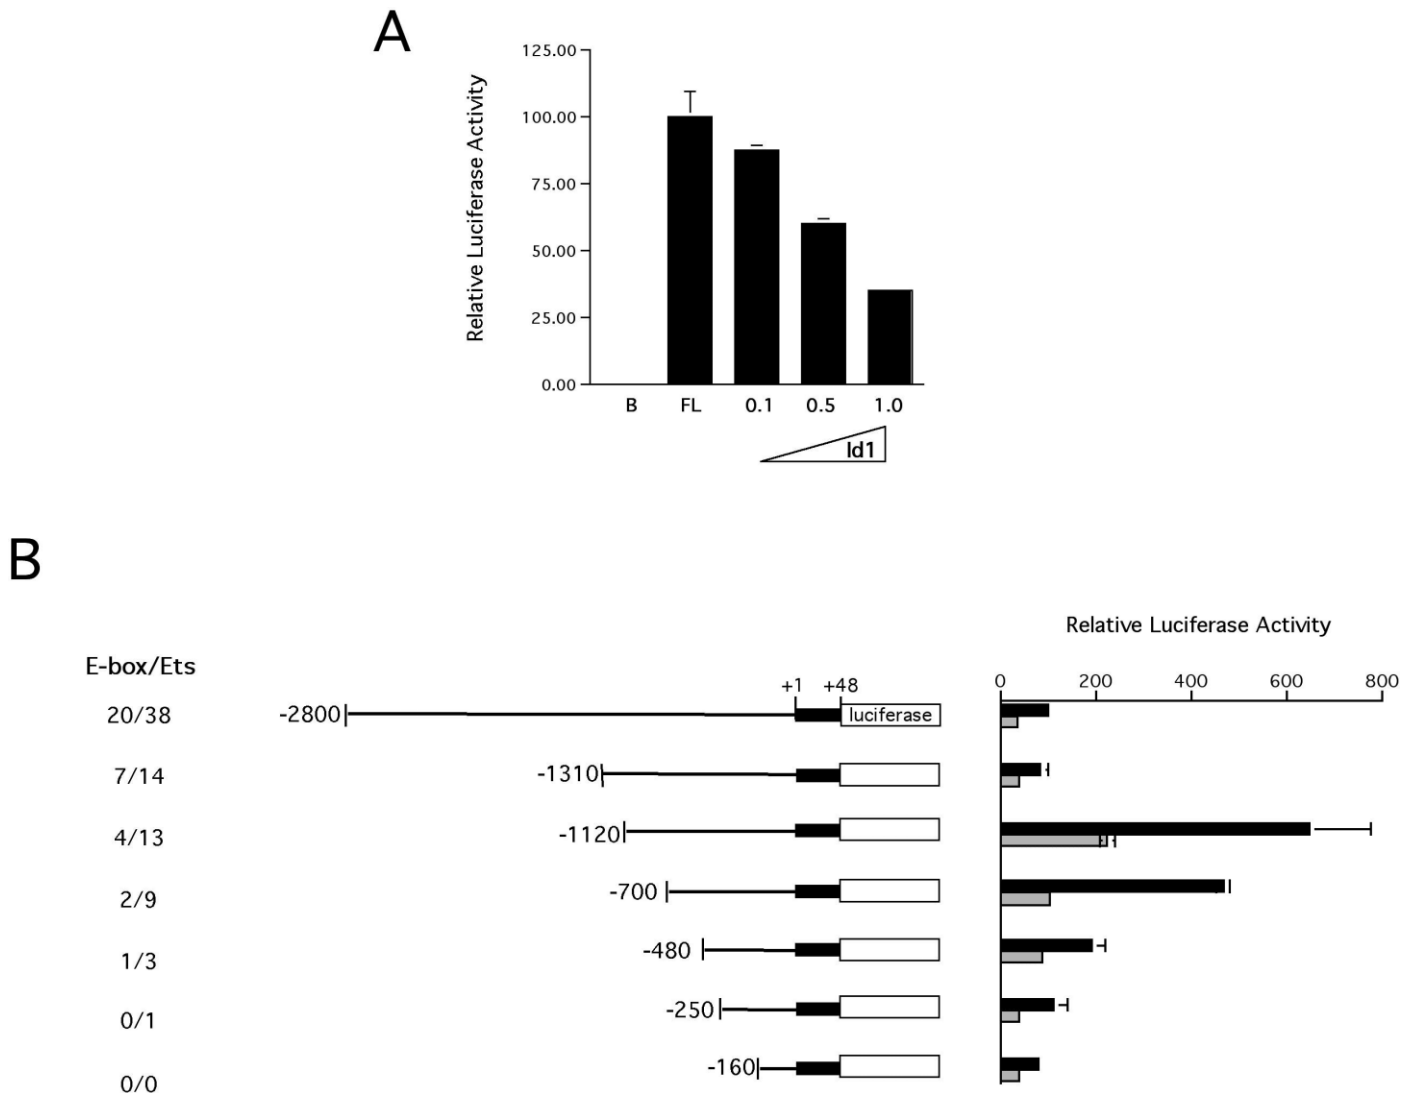 A
Relative Luciferase Activity
125.00
100.00
75.00
50.00
25.00
0.00
B FL 0.1 0.5 1.0
Id1
B
Relative Luciferase Activity
E-box/Ets
0 200 400 600 800
+1 +48
20/38 -2800 luciferase
7/14 -1310
4/13 -1120
2/9 -700
1/3 -480
0/1 -250
0/0 -160